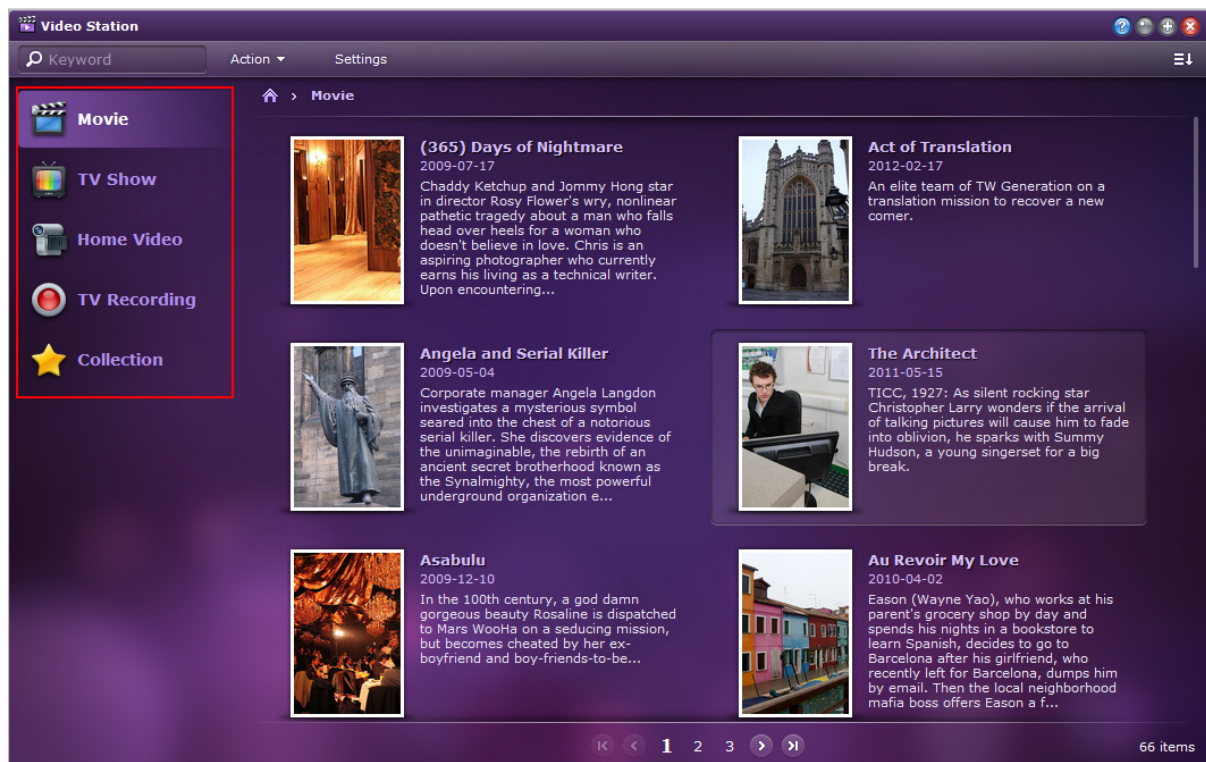 Video Station
Keyword
Action
Settings
Movie
TV Show
Home Video
TV Recording
Collection
› Movie
(365) Days of Nightmare
2009-07-17
Chaddy Ketchup and Jommy Hong star
in director Rosy Flower's wry, nonlinear
pathetic tragedy about a man who falls
head over heels for a woman who
doesn't believe in love. Chris is an
aspiring photographer who currently
earns his living as a technical writer.
Upon encountering...
Act of Translation
2012-02-17
An elite team of TW Generation on a
translation mission to recover a new
comer.
Angela and Serial Killer
2009-05-04
Corporate manager Angela Langdon
investigates a mysterious symbol
seared into the chest of a notorious
serial killer. She discovers evidence of
the unimaginable, the rebirth of an
ancient secret brotherhood known as
the Synalmighty, the most powerful
underground organization e...
The Architect
2011-05-15
TICC, 1927: As silent rocking star
Christopher Larry wonders if the arrival
of talking pictures will cause him to fade
into oblivion, he sparks with Summy
Hudson, a young singerset for a big
break.
Asabulu
2009-12-10
In the 100th century, a god damn
gorgeous beauty Rosaline is dispatched
to Mars WooHa on a seducing mission,
but becomes cheated by her ex-
boyfriend and boy-friends-to-be...
Au Revoir My Love
2010-04-02
Eason (Wayne Yao), who works at his
parent's grocery shop by day and
spends his nights in a bookstore to
learn Spanish, decides to go to
Barcelona after his girlfriend, who
recently left for Barcelona, dumps him
by email. Then the local neighborhood
mafia boss offers Eason a f...
1 2 3
66 items